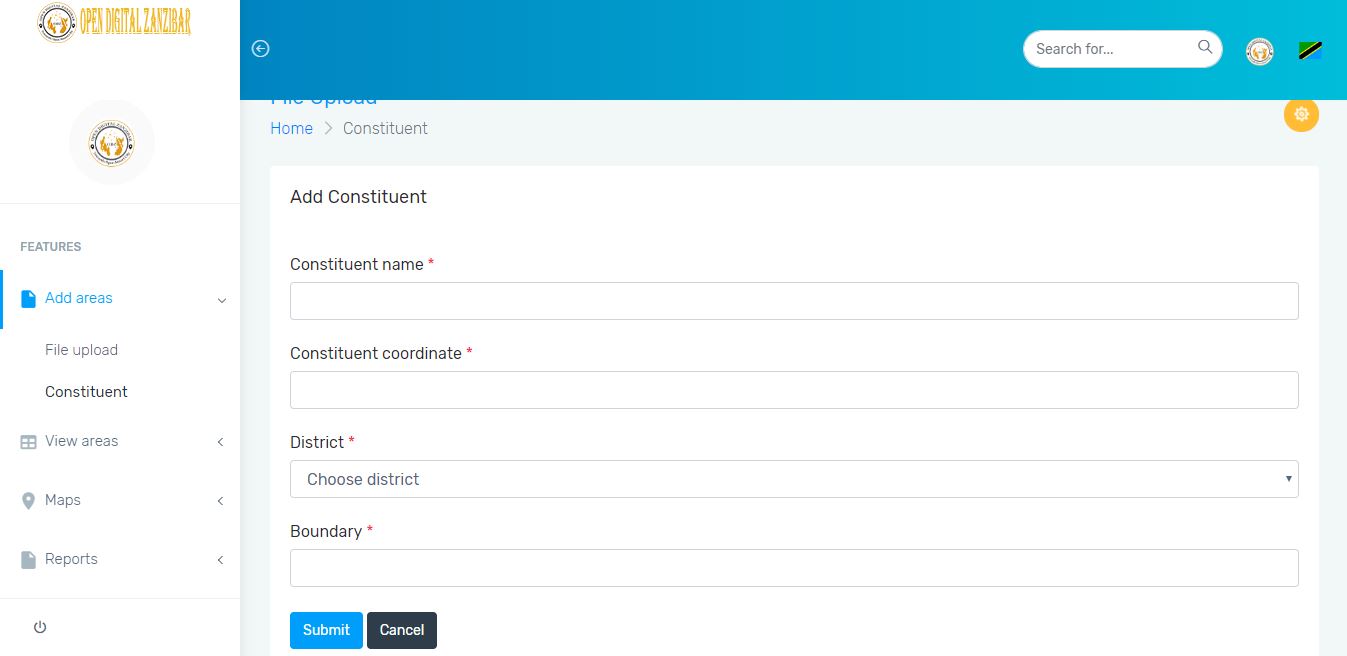 OPEN DIGITAL ZANZIBAR
Search for...
File Upload
Home > Constituent
FEATURES
Add areas
File upload
Constituent
View areas
Maps
Reports
Add Constituent
Constituent name *
Constituent coordinate *
District *
Choose district
Boundary *
Submit Cancel